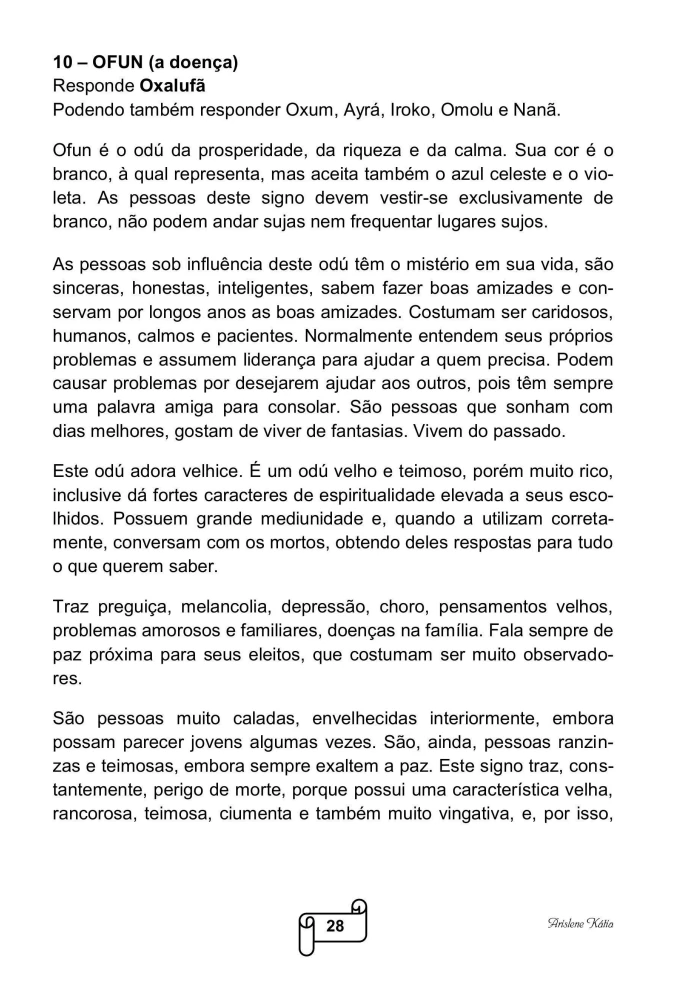 10 – OFUN (a doença)
Responde Oxalufã
Podendo também responder Oxum, Ayrá, Iroko, Omolu e Nanã.
Ofun é o odú da prosperidade, da riqueza e da calma. Sua cor é o
branco, à qual representa, mas aceita também o azul celeste e o vio-
leta. As pessoas deste signo devem vestir-se exclusivamente de
branco, não podem andar sujas nem frequentar lugares sujos.
As pessoas sob influência deste odú têm o mistério em sua vida, são
sinceras, honestas, inteligentes, sabem fazer boas amizades e con-
servam por longos anos as boas amizades. Costumam ser caridosos,
humanos, calmos e pacientes. Normalmente entendem seus próprios
problemas e assumem liderança para ajudar a quem precisa. Podem
causar problemas por desejarem ajudar aos outros, pois têm sempre
uma palavra amiga para consolar. São pessoas que sonham com
dias melhores, gostam de viver de fantasias. Vivem do passado.
Este odú adora velhice. É um odú velho e teimoso, porém muito rico,
inclusive dá fortes caracteres de espiritualidade elevada a seus esco-
lhidos. Possuem grande mediunidade e, quando a utilizam correta-
mente, conversam com os mortos, obtendo deles respostas para tudo
o que querem saber.
Traz preguiça, melancolia, depressão, choro, pensamentos velhos,
problemas amorosos e familiares, doenças na família. Fala sempre de
paz próxima para seus eleitos, que costumam ser muito observado-
res.
São pessoas muito caladas, envelhecidas interiormente, embora
possam parecer jovens algumas vezes. São, ainda, pessoas ranzin-
zas e teimosas, embora sempre exaltem a paz. Este signo traz, cons-
tantemente, perigo de morte, porque possui uma característica velha,
rancorosa, teimosa, ciumenta e também muito vingativa, e, por isso,
28
Arislene Kátia